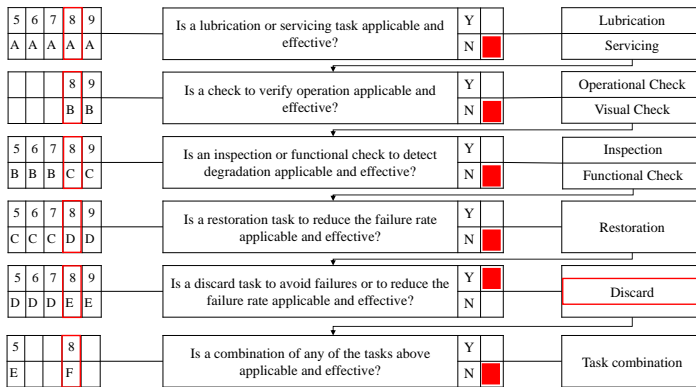 5 6 7 8 9
A A A A A
Is a lubrication or servicing task applicable and
effective?
Y
N
Lubrication
Servicing
8 9
B B
Is a check to verify operation applicable and
effective?
Y
N
Operational Check
Visual Check
5 6 7 8 9
B B B C C
Is an inspection or functional check to detect
degradation applicable and effective?
Y
N
Inspection
Functional Check
5 6 7 8 9
C C C D D
Is a restoration task to reduce the failure rate
applicable and effective?
Y
N
Restoration
5 6 7 8 9
D D D E E
Is a discard task to avoid failures or to reduce the
failure rate applicable and effective?
Y
N
Discard
5 8
E F
Is a combination of any of the tasks above
applicable and effective?
Y
N
Task combination